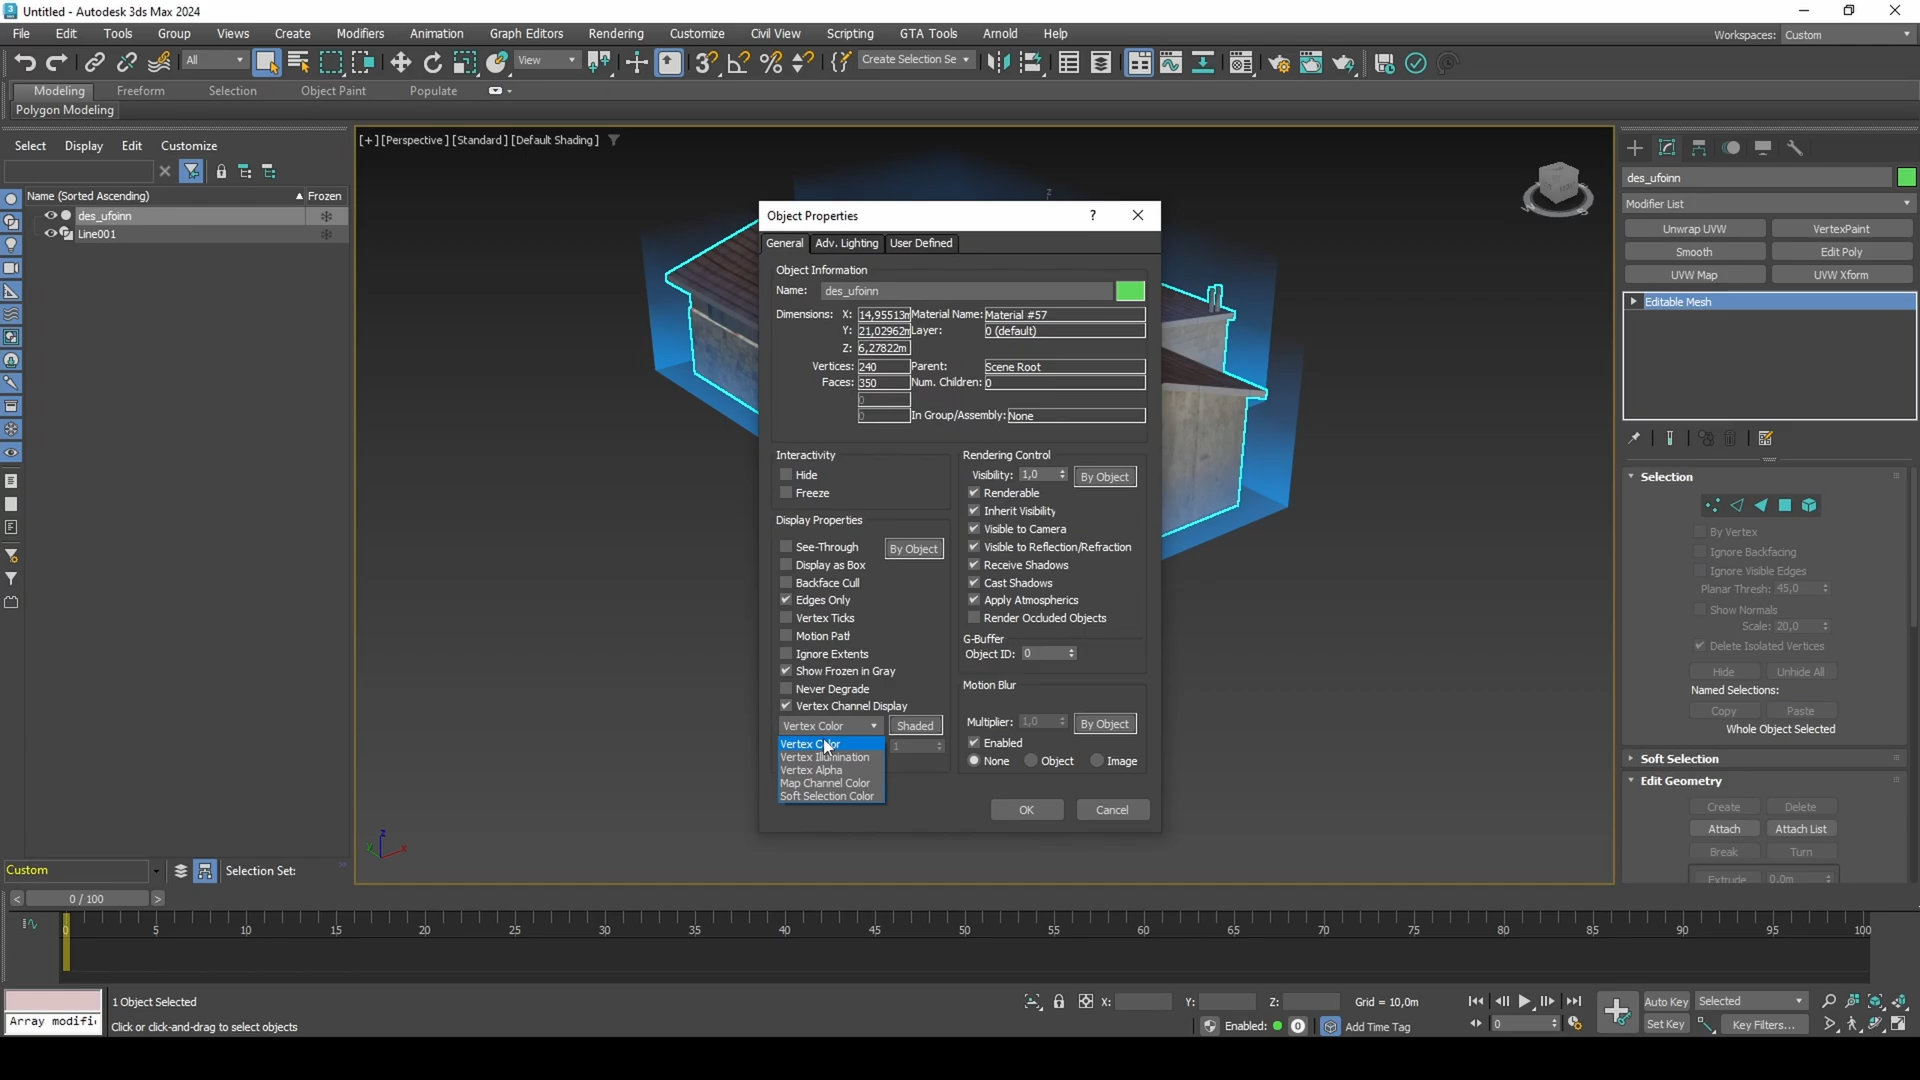 Untitled - Autodesk 3ds Max 2024
File Edit Tools Group Views Create Modifiers Animation Graph Editors Rendering Customize Civil View Scripting GTA Tools Arnold Help Workspaces: Custom
All View Create Selection Se
Modeling Freeform Selection Object Paint Populate
Polygon Modeling
Select Display Edit Customize
Name (Sorted Ascending) Frozen
des_ufoinn
Line001
[+] [Perspective] [Standard] [Default Shading]
Object Properties ?
General Adv. Lighting User Defined
Object Information
Name: des_ufoinn
Dimensions: X: 14,95513m Material Name: Material #57
Y: 21,02962m Layer: 0 (default)
Z: 6,27822m
Vertices: 240 Parent: Scene Root
Faces: 350 Num. Children: 0
0
0 In Group/Assembly: None
Interactivity
Hide
Freeze
Display Properties
See-Through By Object
Display as Box
Backface Cull
Edges Only
Vertex Ticks
Motion Path
Ignore Extents
Show Frozen in Gray
Never Degrade
Vertex Channel Display
Vertex Color Shaded
Vertex Color 1
Vertex Illumination
Vertex Alpha
Map Channel Color
Soft Selection Color
Rendering Control
Visibility: 1,0 By Object
Renderable
Inherit Visibility
Visible to Camera
Visible to Reflection/Refraction
Receive Shadows
Cast Shadows
Apply Atmospherics
Render Occluded Objects
G-Buffer
Object ID: 0
Motion Blur
Multiplier: 1,0 By Object
Enabled
None Object Image
OK Cancel
des_ufoinn
Modifier List
Unwrap UVW VertexPaint
Smooth Edit Poly
UVW Map UVW Xform
Editable Mesh
Selection
By Vertex
Ignore Backfacing
Ignore Visible Edges
Planar Thresh: 45,0
Show Normals
Scale: 20,0
Delete Isolated Vertices
Hide Unhide All
Named Selections:
Copy Paste
Whole Object Selected
Soft Selection
Edit Geometry
Create Delete
Attach Attach List
Break Turn
Extrude 0,0m
z
z
y
x
Custom Selection Set:
< 0 / 100 >
0 5 10 15 20 25 30 35 40 45 50 55 60 65 70 75 80 85 90 95 100
Array modifi
1 Object Selected
Click or click-and-drag to select objects
X: Y: Z: Grid = 10,0m
Enabled: 0 Add Time Tag
0
Auto Key Selected
Set Key Key Filters...